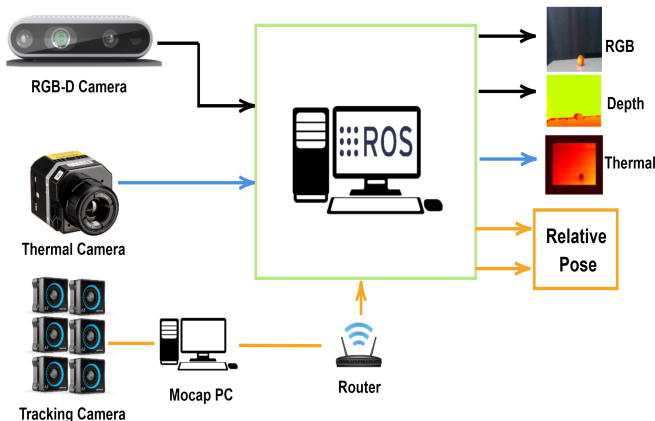 RGB-D Camera
Thermal Camera
Tracking Camera
Mocap PC
Router
ROS
RGB
Depth
Thermal
Relative
Pose